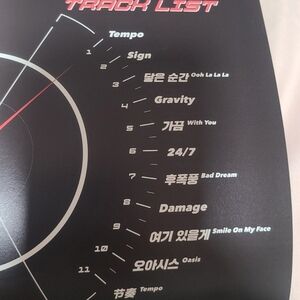 TRACK LIST
Tempo
1
Sign
2
닿은 순간 Ooh La La La
3
Gravity
4
가끔 With You
5
24/7
6
후폭풍 Bad Dream
7
Damage
8
여기 있을게 Smile On My Face
9
오아시스 Oasis
10
节奏 Tempo
11